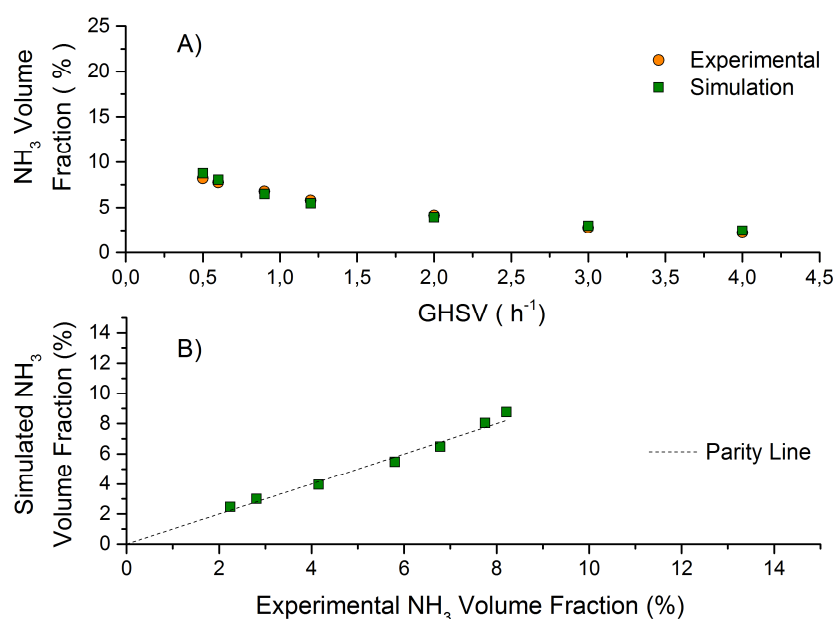 A)
Experimental
Simulation
NH₃ Volume
Fraction ( % )
25
20
15
10
5
0
0,0 0,5 1,0 1,5 2,0 2,5 3,0 3,5 4,0 4,5
GHSV ( h⁻¹)
B)
Parity Line
Simulated NH₃
Volume Fraction (%)
14
12
10
8
6
4
2
0
0 2 4 6 8 10 12 14
Experimental NH₃ Volume Fraction (%)